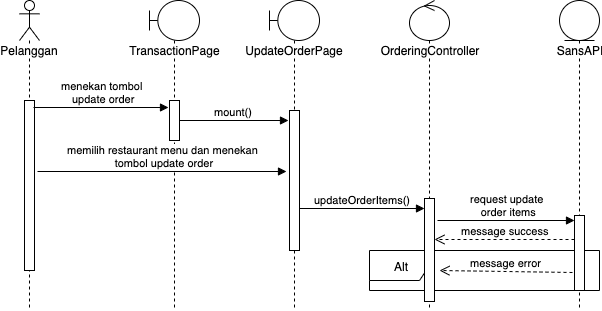 Pelanggan
TransactionPage
UpdateOrderPage
OrderingController
SansAPI
menekan tombol
update order
mount()
memilih restaurant menu dan menekan
tombol update order
updateOrderItems()
request update
order items
message success
Alt
message error